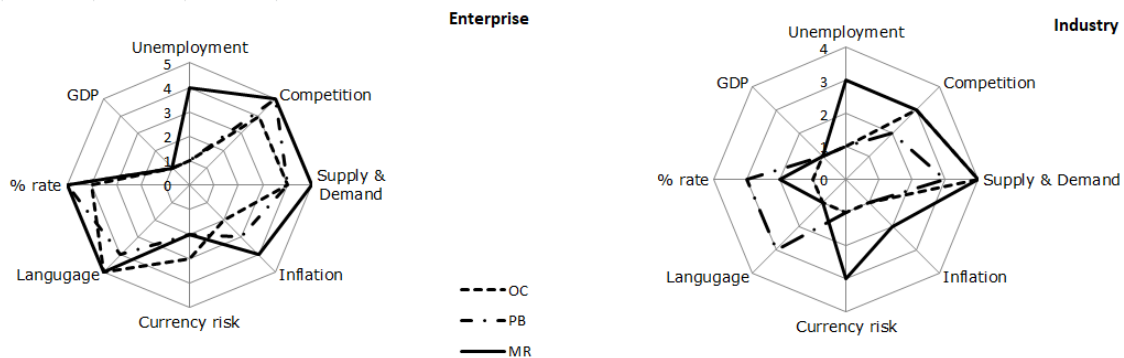 Enterprise
Unemployment
5
4
3
2
1
0
Competition
Supply &
Demand
Inflation
Currency risk
Langugage
% rate
GDP
OC
PB
MR
Industry
Unemployment
4
3
2
1
0
Competition
Supply & Demand
Inflation
Currency risk
Langugage
% rate
GDP